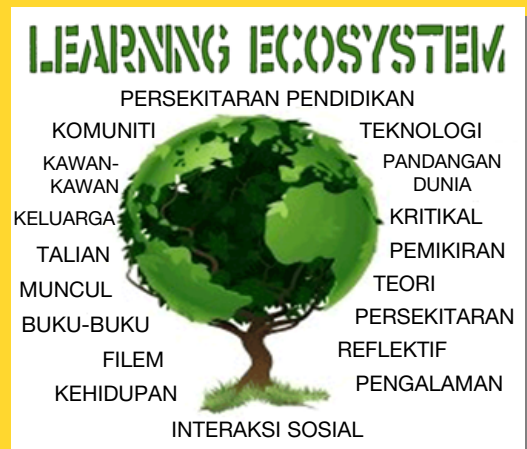 LEARNING ECOSYSTEM
PERSEKITARAN PENDIDIKAN
KOMUNITI
KAWAN-
KAWAN
KELUARGA
TALIAN
MUNCUL
BUKU-BUKU
FILEM
KEHIDUPAN
TEKNOLOGI
PANDANGAN
DUNIA
KRITIKAL
PEMIKIRAN
TEORI
PERSEKITARAN
REFLEKTIF
PENGALAMAN
INTERAKSI SOSIAL